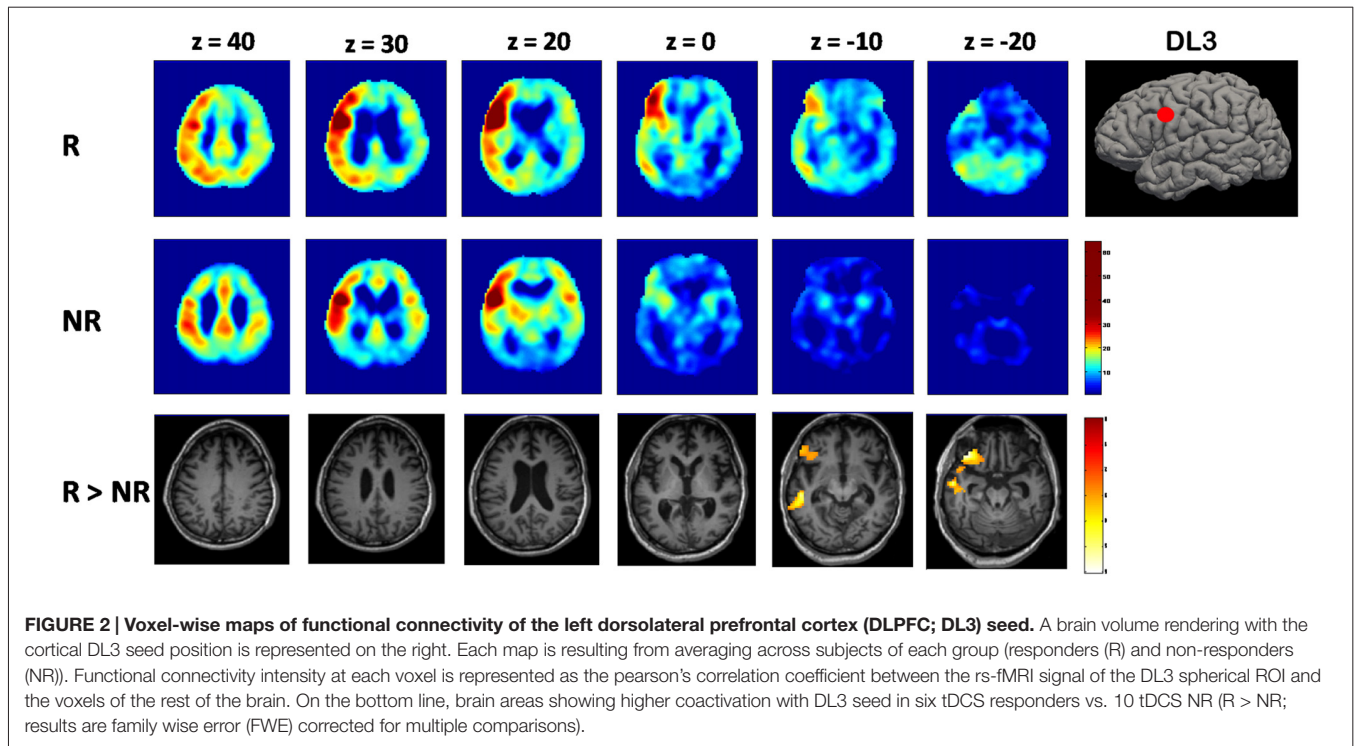 z = 40 z = 30 z = 20 z = 0 z = -10 z = -20 DL3
R
NR
60
50
40
30
20
10
R > NR
FIGURE 2 | Voxel-wise maps of functional connectivity of the left dorsolateral prefrontal cortex (DLPFC; DL3) seed. A brain volume rendering with the
cortical DL3 seed position is represented on the right. Each map is resulting from averaging across subjects of each group (responders (R) and non-responders
(NR)). Functional connectivity intensity at each voxel is represented as the pearson's correlation coefficient between the rs-fMRI signal of the DL3 spherical ROI and
the voxels of the rest of the brain. On the bottom line, brain areas showing higher coactivation with DL3 seed in six tDCS responders vs. 10 tDCS NR (R > NR;
results are family wise error (FWE) corrected for multiple comparisons).